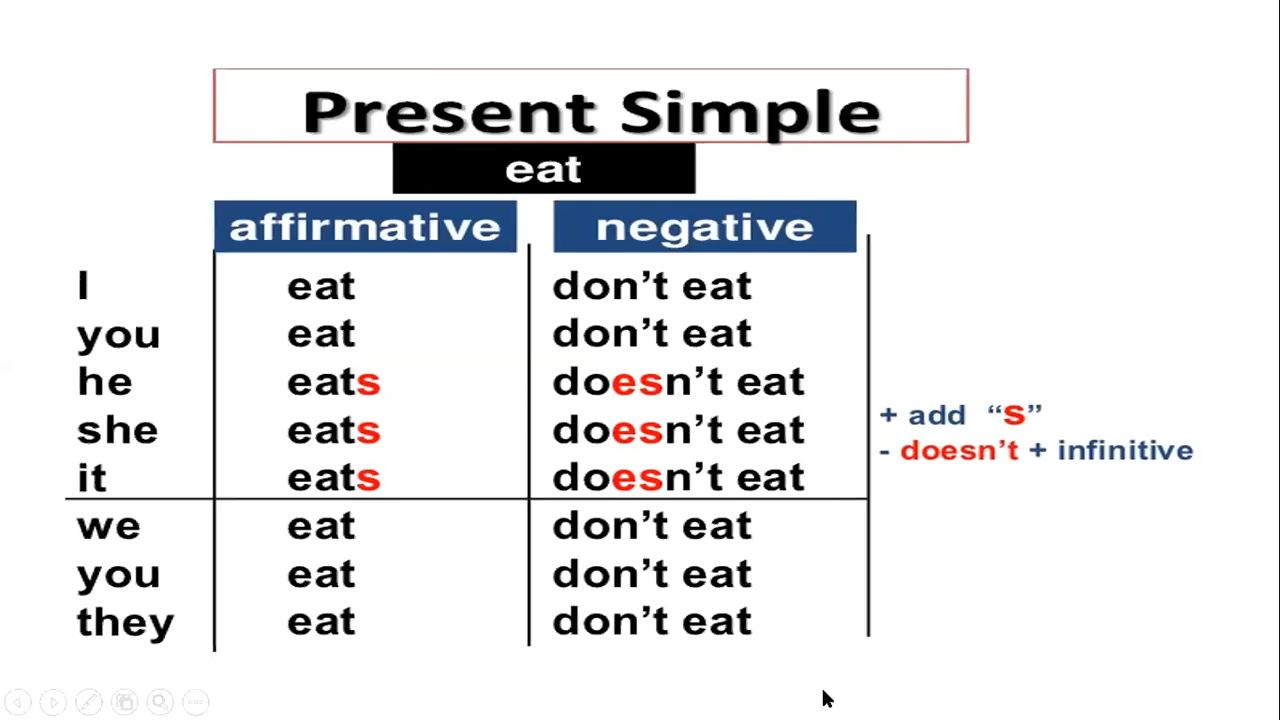 Present Simple
eat
affirmative negative
I eat don’t eat
you eat don’t eat
he eats doesn’t eat
she eats doesn’t eat
it eats doesn’t eat
+ add “S”
- doesn’t + infinitive
we eat don’t eat
you eat don’t eat
they eat don’t eat